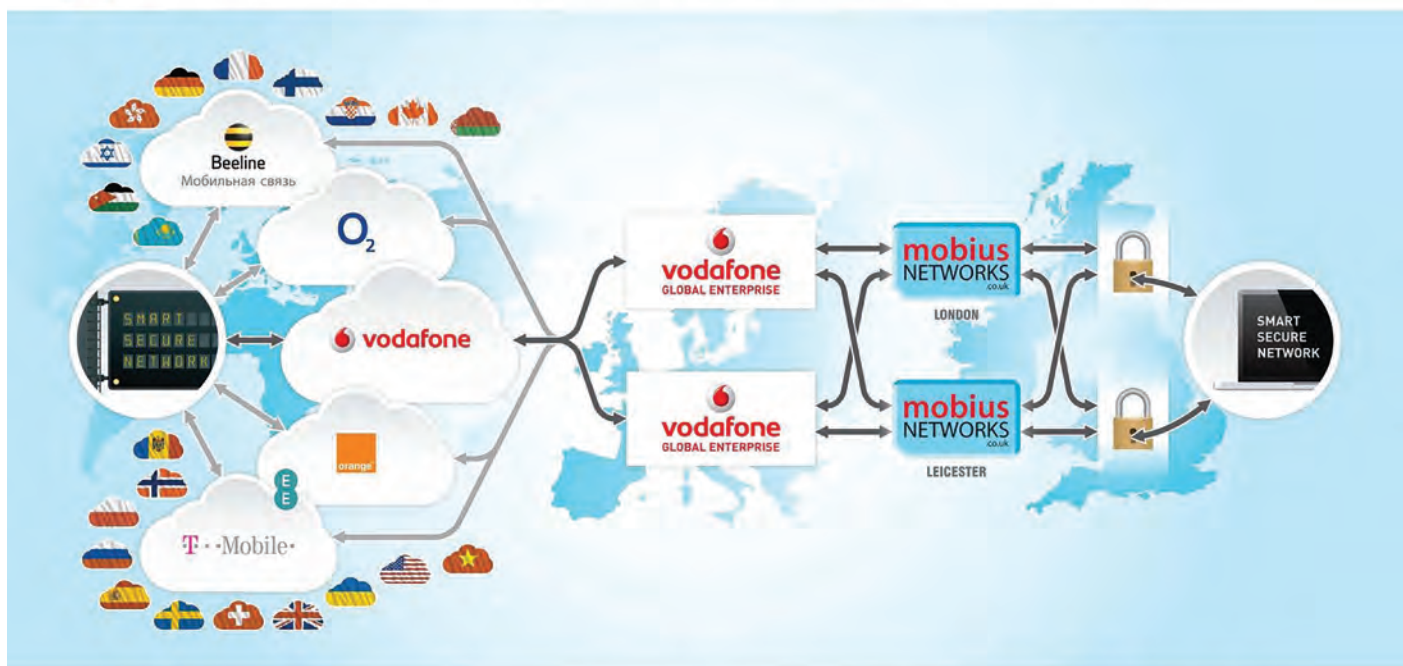 Beeline
Мобильная связь
O2
SMART
SECURE
NETWORK
vodafone
orange
E
E
T··Mobile·
vodafone
GLOBAL ENTERPRISE
mobius
NETWORKS
.co.uk
LONDON
vodafone
GLOBAL ENTERPRISE
mobius
NETWORKS
.co.uk
LEICESTER
SMART
SECURE
NETWORK